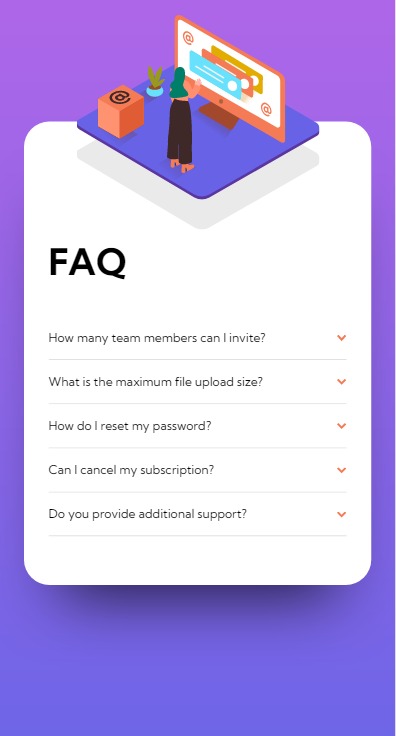 FAQ
How many team members can I invite?
What is the maximum file upload size?
How do I reset my password?
Can I cancel my subscription?
Do you provide additional support?